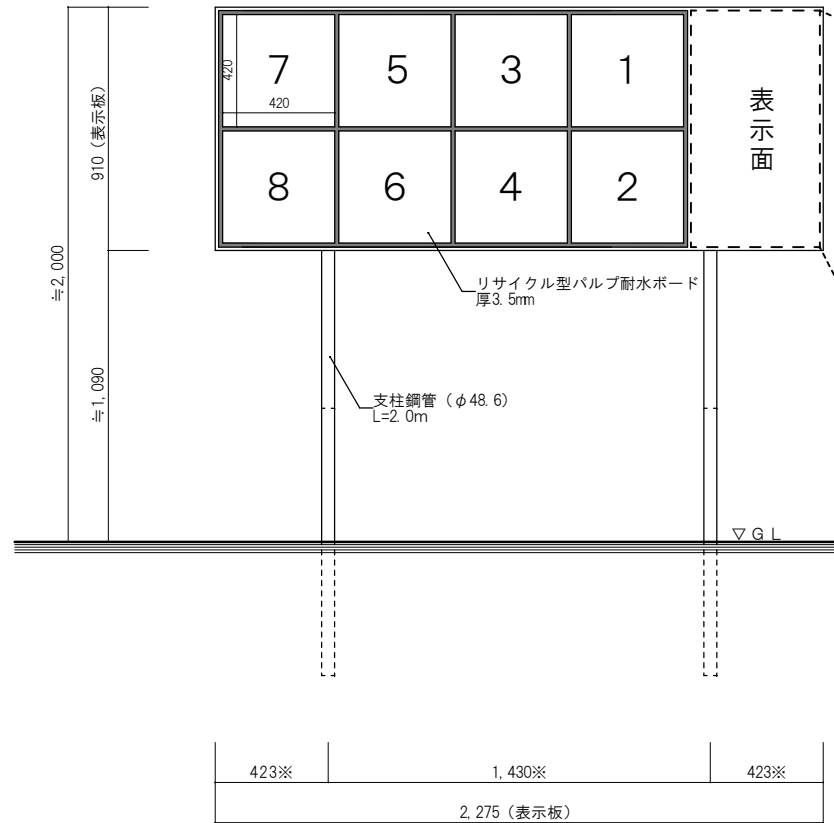 7 5 3 1
8 6 4 2
表示面
420
420
910（表示板）
≒2,000
≒1,090
リサイクル型パルプ耐水ボード
厚3.5mm
支柱鋼管（φ48.6）
L=2.0m
▽ＧＬ
423※ 1,430※ 423※
2,275（表示板）